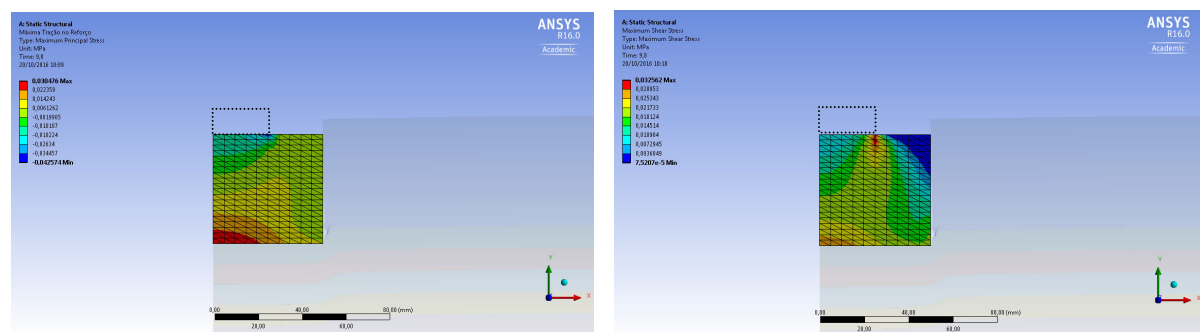 A: Static Structural
Máxima Tração no Reforço
Type: Maximum Principal Stress
Unit: MPa
Time: 9,8
20/10/2016 18:09
0,030476 Max
0,022359
0,014243
0,0061262
-0,0019905
-0,010107
-0,018224
-0,02634
-0,034457
-0,042574 Min
ANSYS
R16.0
Academic
Y
X
0,00
40,00
80,00 (mm)
20,00
60,00
A: Static Structural
Maximum Shear Stress
Type: Maximum Shear Stress
Unit: MPa
Time: 9,8
20/10/2016 18:18
0,032562 Max
0,028953
0,025343
0,021733
0,018124
0,014514
0,010904
0,0072945
0,0036849
7,5207e-5 Min
ANSYS
R16.0
Academic
Y
X
0,00
40,00
80,00 (mm)
20,00
60,00